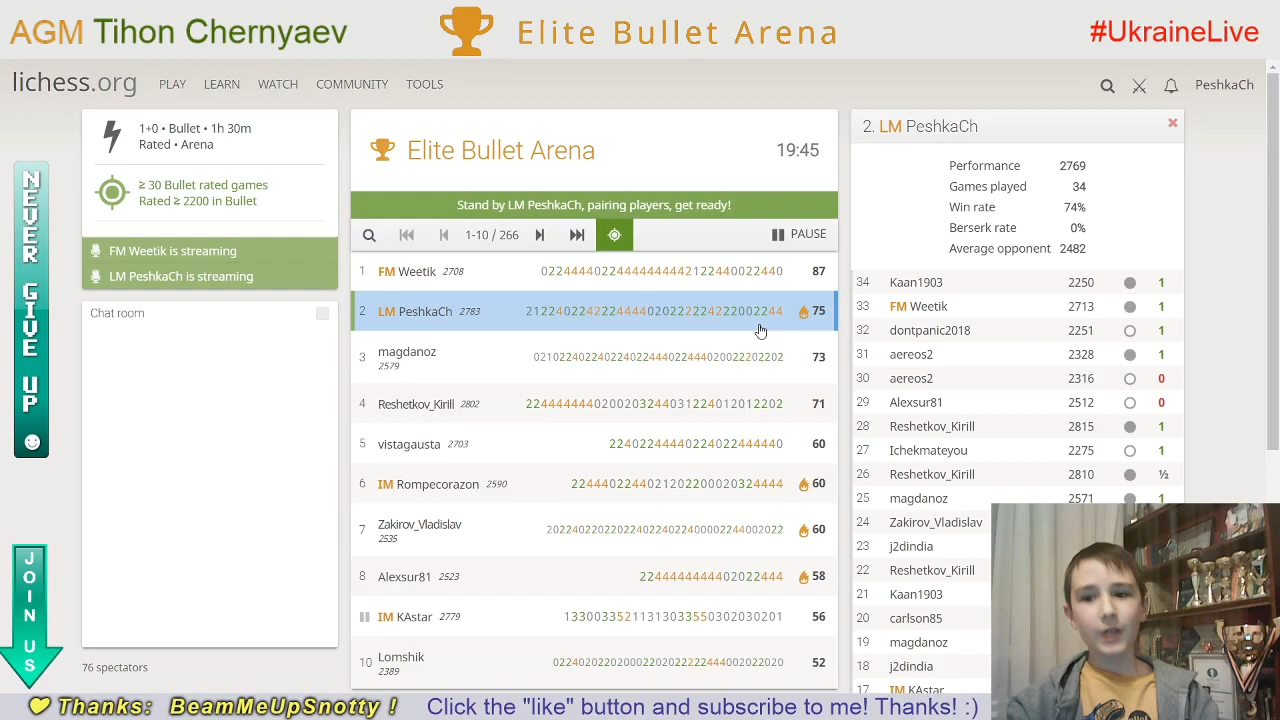 AGM Tihon Chernyaev
Elite Bullet Arena
#UkraineLive
lichess.org PLAY LEARN WATCH COMMUNITY TOOLS PeshkaCh
NEVER GIVE UP
JOIN US
1+0 • Bullet • 1h 30m
Rated • Arena
≥ 30 Bullet rated games
Rated ≥ 2200 in Bullet
FM Weetik is streaming
LM PeshkaCh is streaming
Chat room
76 spectators
Elite Bullet Arena 19:45
Stand by LM PeshkaCh, pairing players, get ready!
1-10 / 266 PAUSE
1 FM Weetik 2708 02244440224444444442122440022440 87
2 LM PeshkaCh 2783 75
3 magdanoz 2579 73
4 Reshetkov_Kirill 2802 71
5 vistagausta 2703 2240224444022402244440 60
6 IM Rompecorazon 2590 60
7 Zakirov_Vladislav 2535 60
8 Alexsur81 2523 58
IM KAstar 2779 56
10 Lomshik 2389 52
2. LM PeshkaCh
Performance 2769
Games played 34
Win rate 74%
Berserk rate 0%
Average opponent 2482
34 Kaan1903 2250 1
33 FM Weetik 2713 1
32 dontpanic2018 2251 1
31 aereos2 2328 1
30 aereos2 2316 0
29 Alexsur81 2512 0
28 Reshetkov_Kirill 2815 1
27 Ichekmateyou 2275 1
26 Reshetkov_Kirill 2810 ½
25 magdanoz 2571 1
24 Zakirov_Vladislav
23 j2dindia
22 Reshetkov_Kirill
21 Kaan1903
20 carlson85
19 magdanoz
18 j2dindia
17 IM KAstar
Thanks: BeamMeUpSnotty ! Click the "like" button and subscribe to me! Thanks! :)